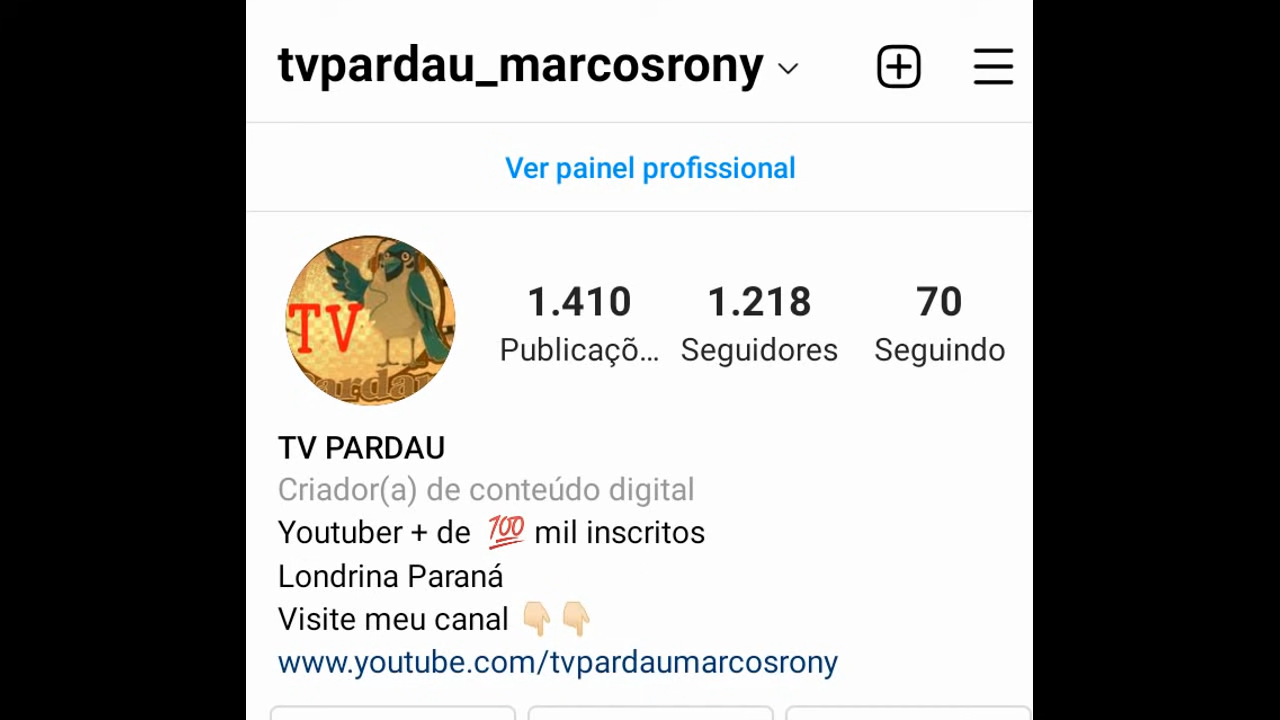 tvpardau_marcosrony
Ver painel profissional
1.410 1.218 70
Publicaçõ... Seguidores Seguindo
TV
Pardau
TV PARDAU
Criador(a) de conteúdo digital
Youtuber + de 💯 mil inscritos
Londrina Paraná
Visite meu canal 👇🏻👇🏻
www.youtube.com/tvpardaumarcosrony